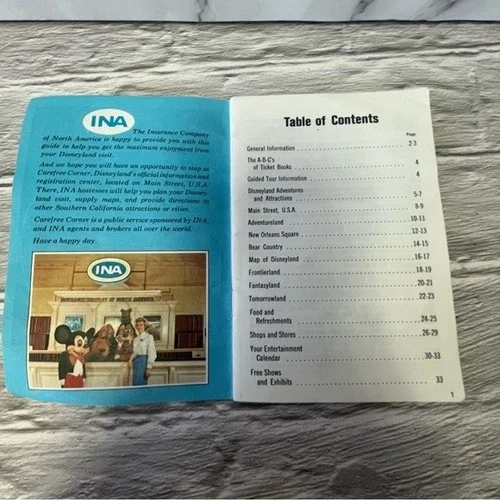 INA
The Insurance Company
of North America is happy to provide you with this
guide to help you get the maximum enjoyment from
your Disneyland visit.
And we hope you will have an opportunity to stop at
Carefree Corner, Disneyland's official information and
registration center, located on Main Street, U.S.A.
There, INA hostesses will help you plan your Disney-
land visit, supply maps, and provide directions to
other Southern California attractions or cities.
Carefree Corner is a public service sponsored by INA,
and INA agents and brokers all over the world.
Have a happy day.
INA
INSURANCE COMPANY OF NORTH AMERICA
Table of Contents
Page
General Information 2-3
The A-B-C's
of Ticket Books 4
Guided Tour Information 4
Disneyland Adventures
and Attractions 5-7
Main Street, U.S.A. 8-9
Adventureland 10-11
New Orleans Square 12-13
Bear Country 14-15
Map of Disneyland 16-17
Frontierland 18-19
Fantasyland 20-21
Tomorrowland 22-23
Food and
Refreshments 24-25
Shops and Stores 26-29
Your Entertainment
Calendar 30-33
Free Shows
and Exhibits 33
1